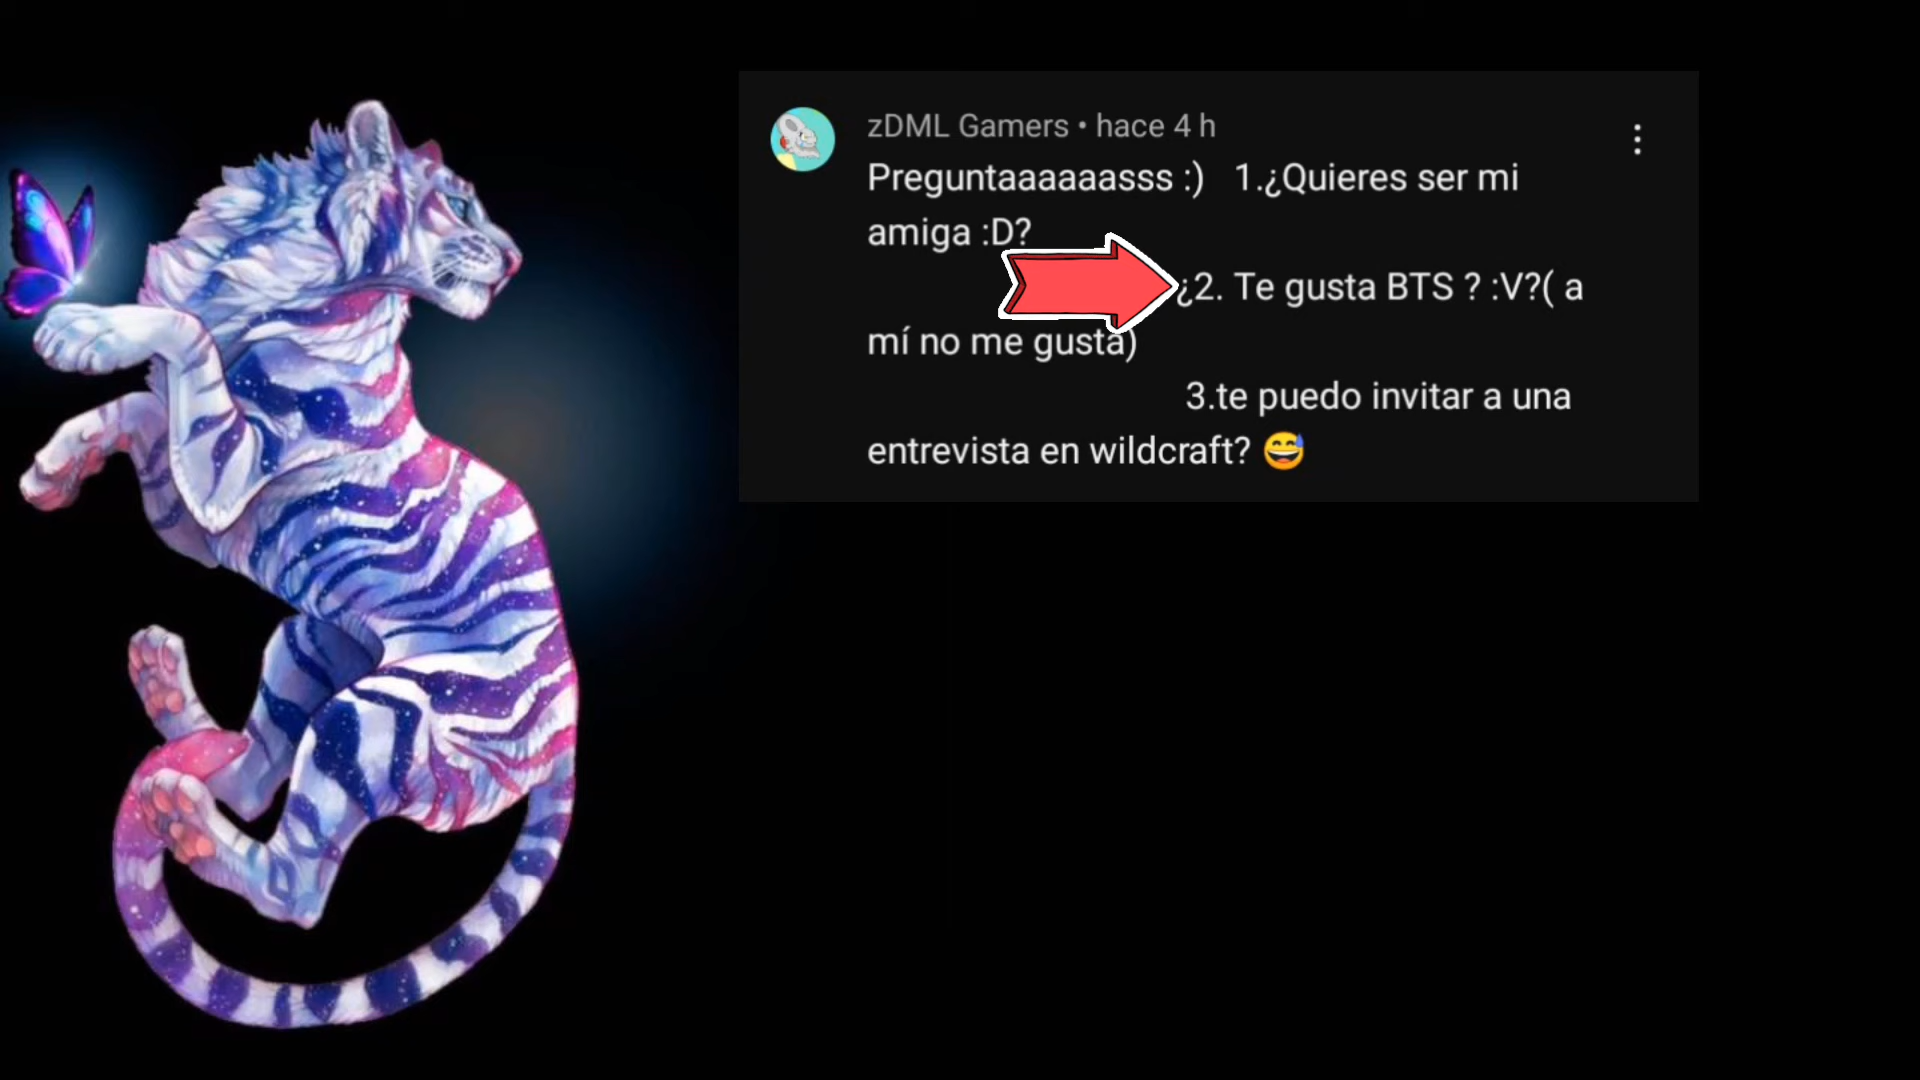 zDML Gamers • hace 4 h
Preguntaaaaaasss :) 1.¿Quieres ser mi
amiga :D?
¿2. Te gusta BTS ? :V?( a
mí no me gusta)
3.te puedo invitar a una
entrevista en wildcraft? 😅